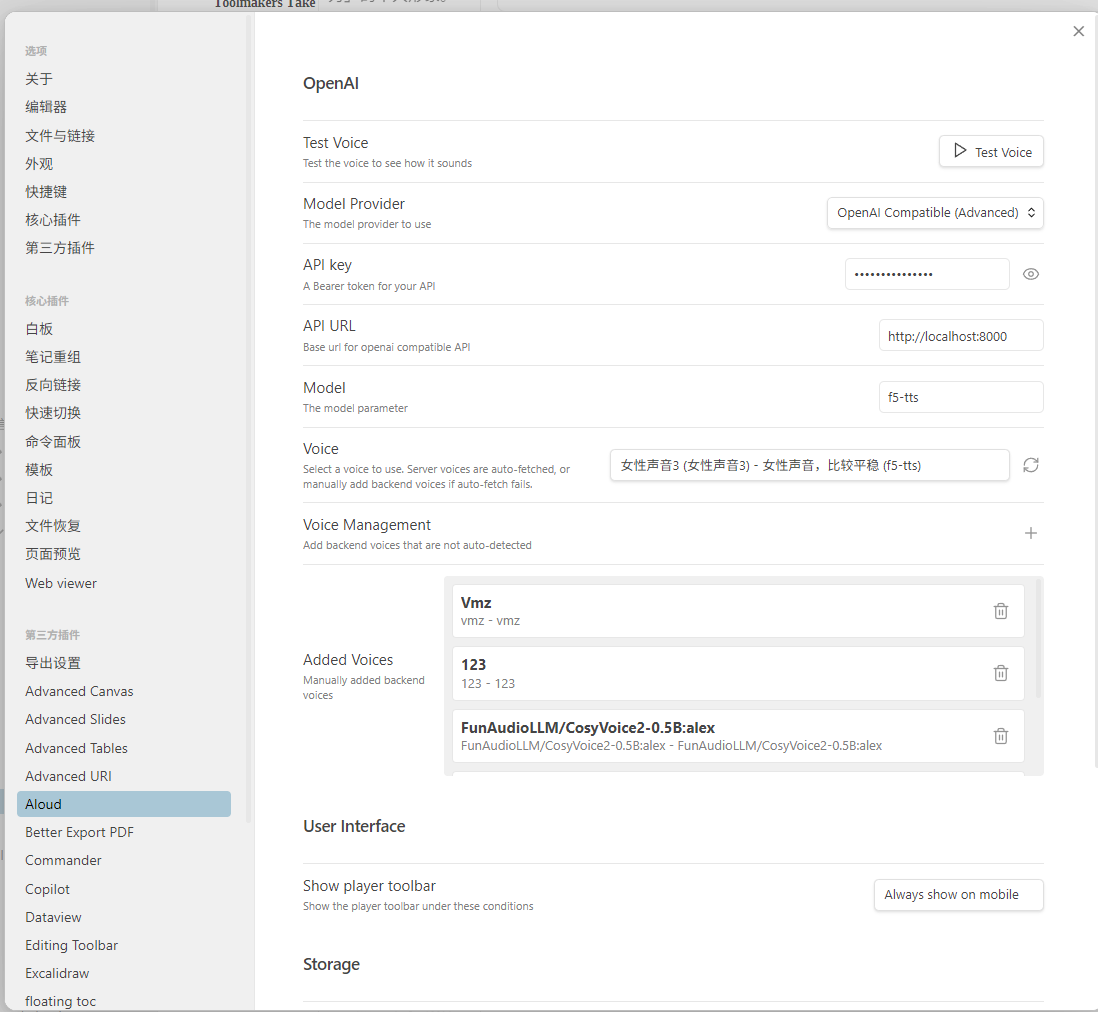 Toolmakers Take
选项
关于
编辑器
文件与链接
外观
快捷键
核心插件
第三方插件
核心插件
白板
笔记重组
反向链接
快速切换
命令面板
模板
日记
文件恢复
页面预览
Web viewer
第三方插件
导出设置
Advanced Canvas
Advanced Slides
Advanced Tables
Advanced URI
Aloud
Better Export PDF
Commander
Copilot
Dataview
Editing Toolbar
Excalidraw
floating toc
OpenAI
Test Voice
Test the voice to see how it sounds
Test Voice
Model Provider
The model provider to use
OpenAI Compatible (Advanced)
API key
A Bearer token for your API
•••••••••••••••
API URL
Base url for openai compatible API
http://localhost:8000
Model
The model parameter
f5-tts
Voice
Select a voice to use. Server voices are auto-fetched, or
manually add backend voices if auto-fetch fails.
女性声音3 (女性声音3) - 女性声音，比较平稳 (f5-tts)
Voice Management
Add backend voices that are not auto-detected
Added Voices
Manually added backend
voices
Vmz
vmz - vmz
123
123 - 123
FunAudioLLM/CosyVoice2-0.5B:alex
FunAudioLLM/CosyVoice2-0.5B:alex - FunAudioLLM/CosyVoice2-0.5B:alex
User Interface
Show player toolbar
Show the player toolbar under these conditions
Always show on mobile
Storage